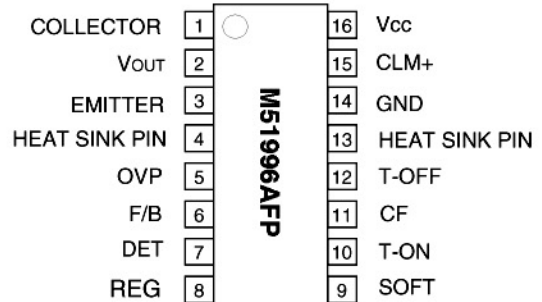 COLLECTOR 1 16 Vcc
VOUT 2 15 CLM+
EMITTER 3 14 GND
HEAT SINK PIN 4 13 HEAT SINK PIN
OVP 5 12 T-OFF
F/B 6 11 CF
DET 7 10 T-ON
REG 8 9 SOFT
M51996AFP